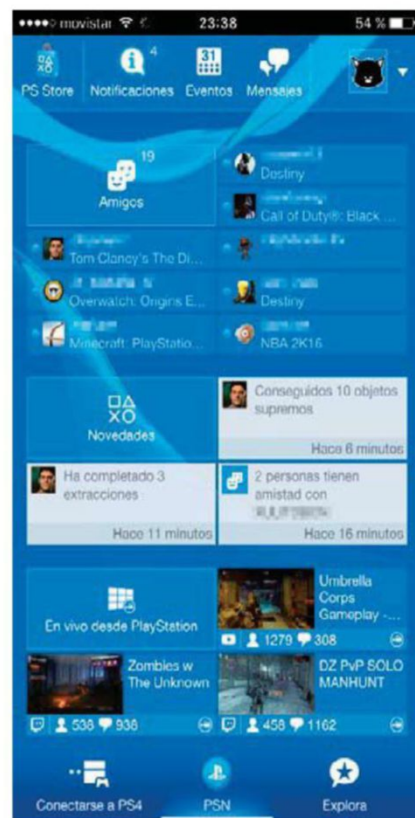 movistar 23:38 54 %
4
31
PS Store Notificaciones Eventos Mensajes
19
Amigos
Destiny
Call of Duty®: Black ...
Tom Clancy's The Di...
Overwatch: Origins E...
Destiny
Minecraft: PlayStatio...
NBA 2K16
Novedades
Conseguidos 10 objetos
supremos
Hace 6 minutos
Ha completado 3
extracciones
Hace 11 minutos
2 personas tienen
amistad con
Hace 16 minutos
En vivo desde PlayStation
Umbrella
Corps
Gameplay -...
1279 308
Zombies w
The Unknown
538 938
DZ PvP SOLO
MANHUNT
458 1162
Conectarse a PS4 PSN Explora